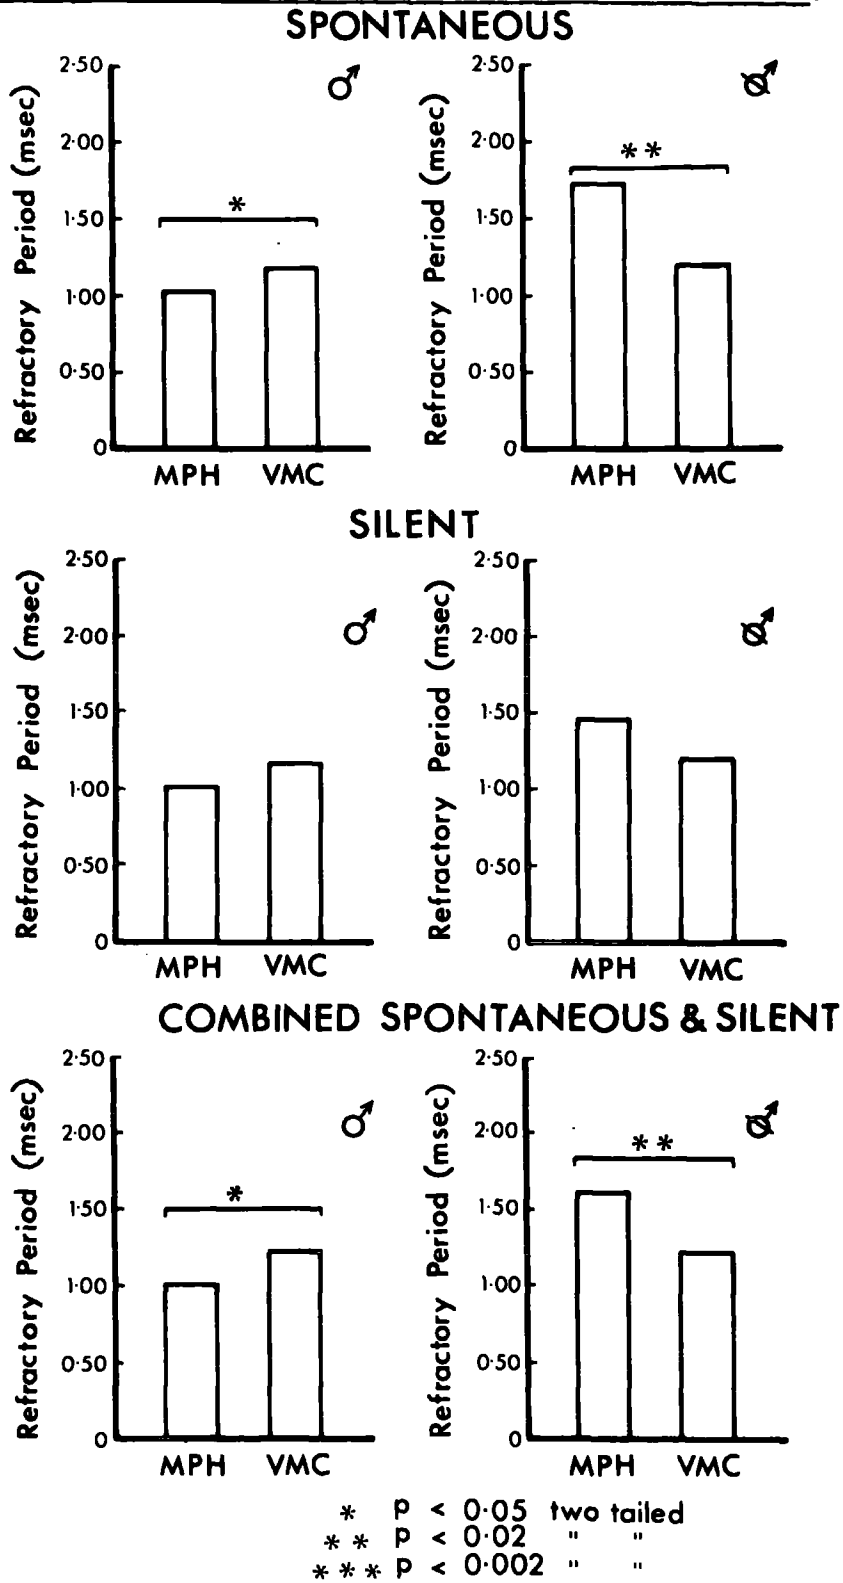 SPONTANEOUS
Refractory Period (msec)
2·50
2·00
1·50
1·00
0·50
0
♂
*
MPH VMC
Refractory Period (msec)
2·50
2·00
1·50
1·00
0·50
0
**
MPH VMC
SILENT
Refractory Period (msec)
2·50
2·00
1·50
1·00
0·50
0
♂
MPH VMC
Refractory Period (msec)
2·50
2·00
1·50
1·00
0·50
0
MPH VMC
COMBINED SPONTANEOUS & SILENT
Refractory Period (msec)
2·50
2·00
1·50
1·00
0·50
0
♂
*
MPH VMC
Refractory Period (msec)
2·50
2·00
1·50
1·00
0·50
0
**
MPH VMC
* P < 0·05 two tailed
** P < 0·02 " "
*** P < 0·002 " "